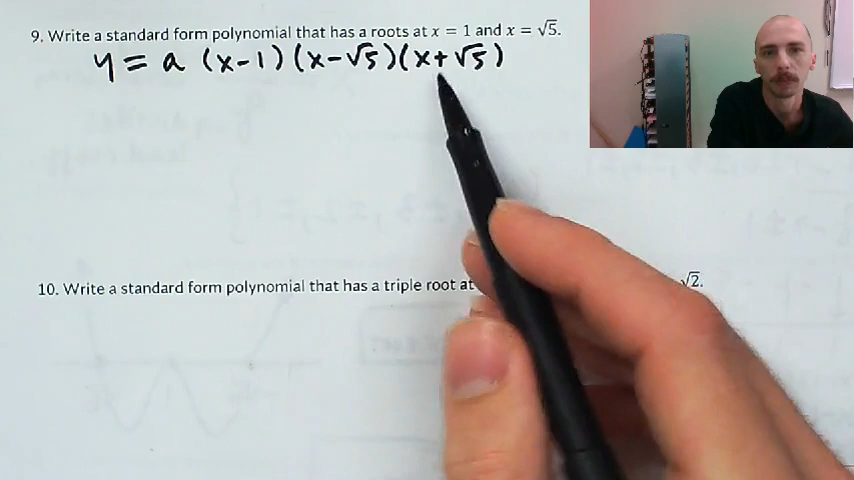 9. Write a standard form polynomial that has a roots at x = 1 and x = √5.
y = a (x-1)(x-√5)(x+√5)
10. Write a standard form polynomial that has a triple root at √2.